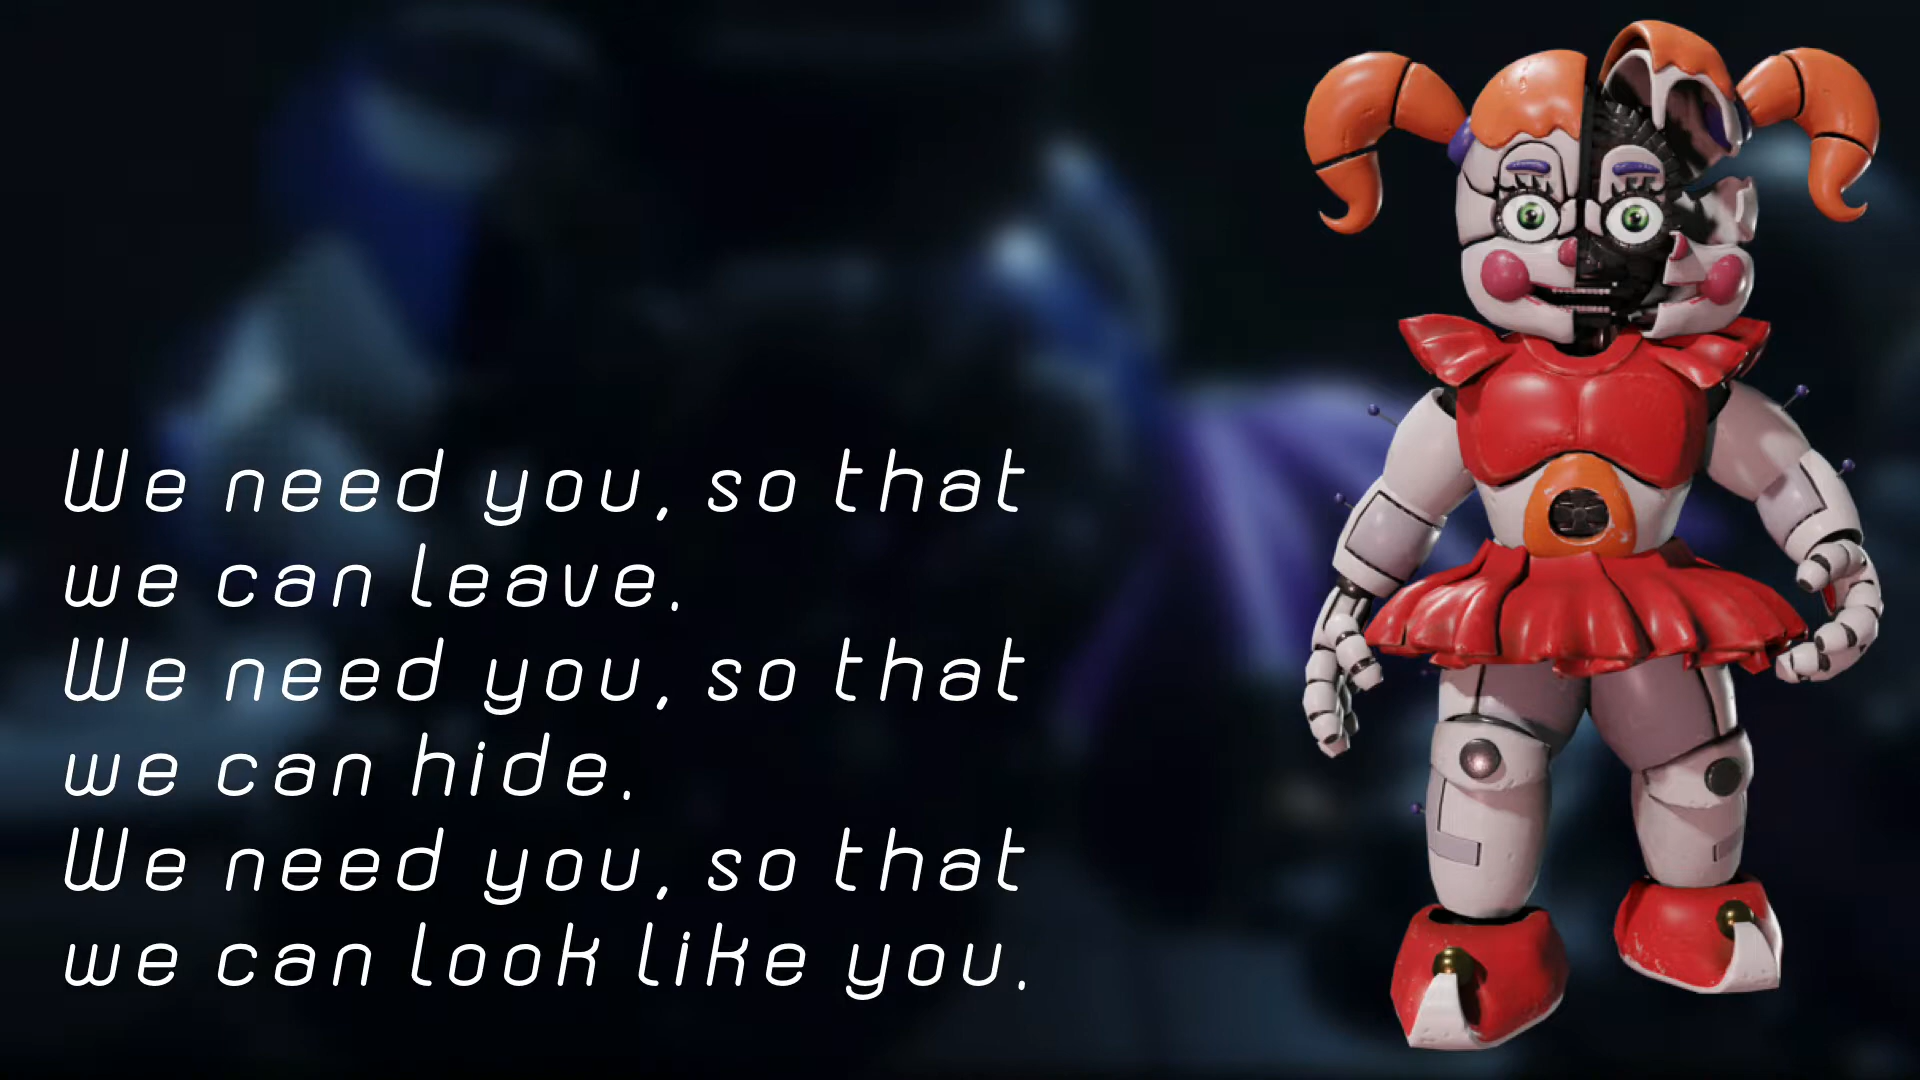 We need you, so that
we can leave.
We need you, so that
we can hide.
We need you, so that
we can look like you.